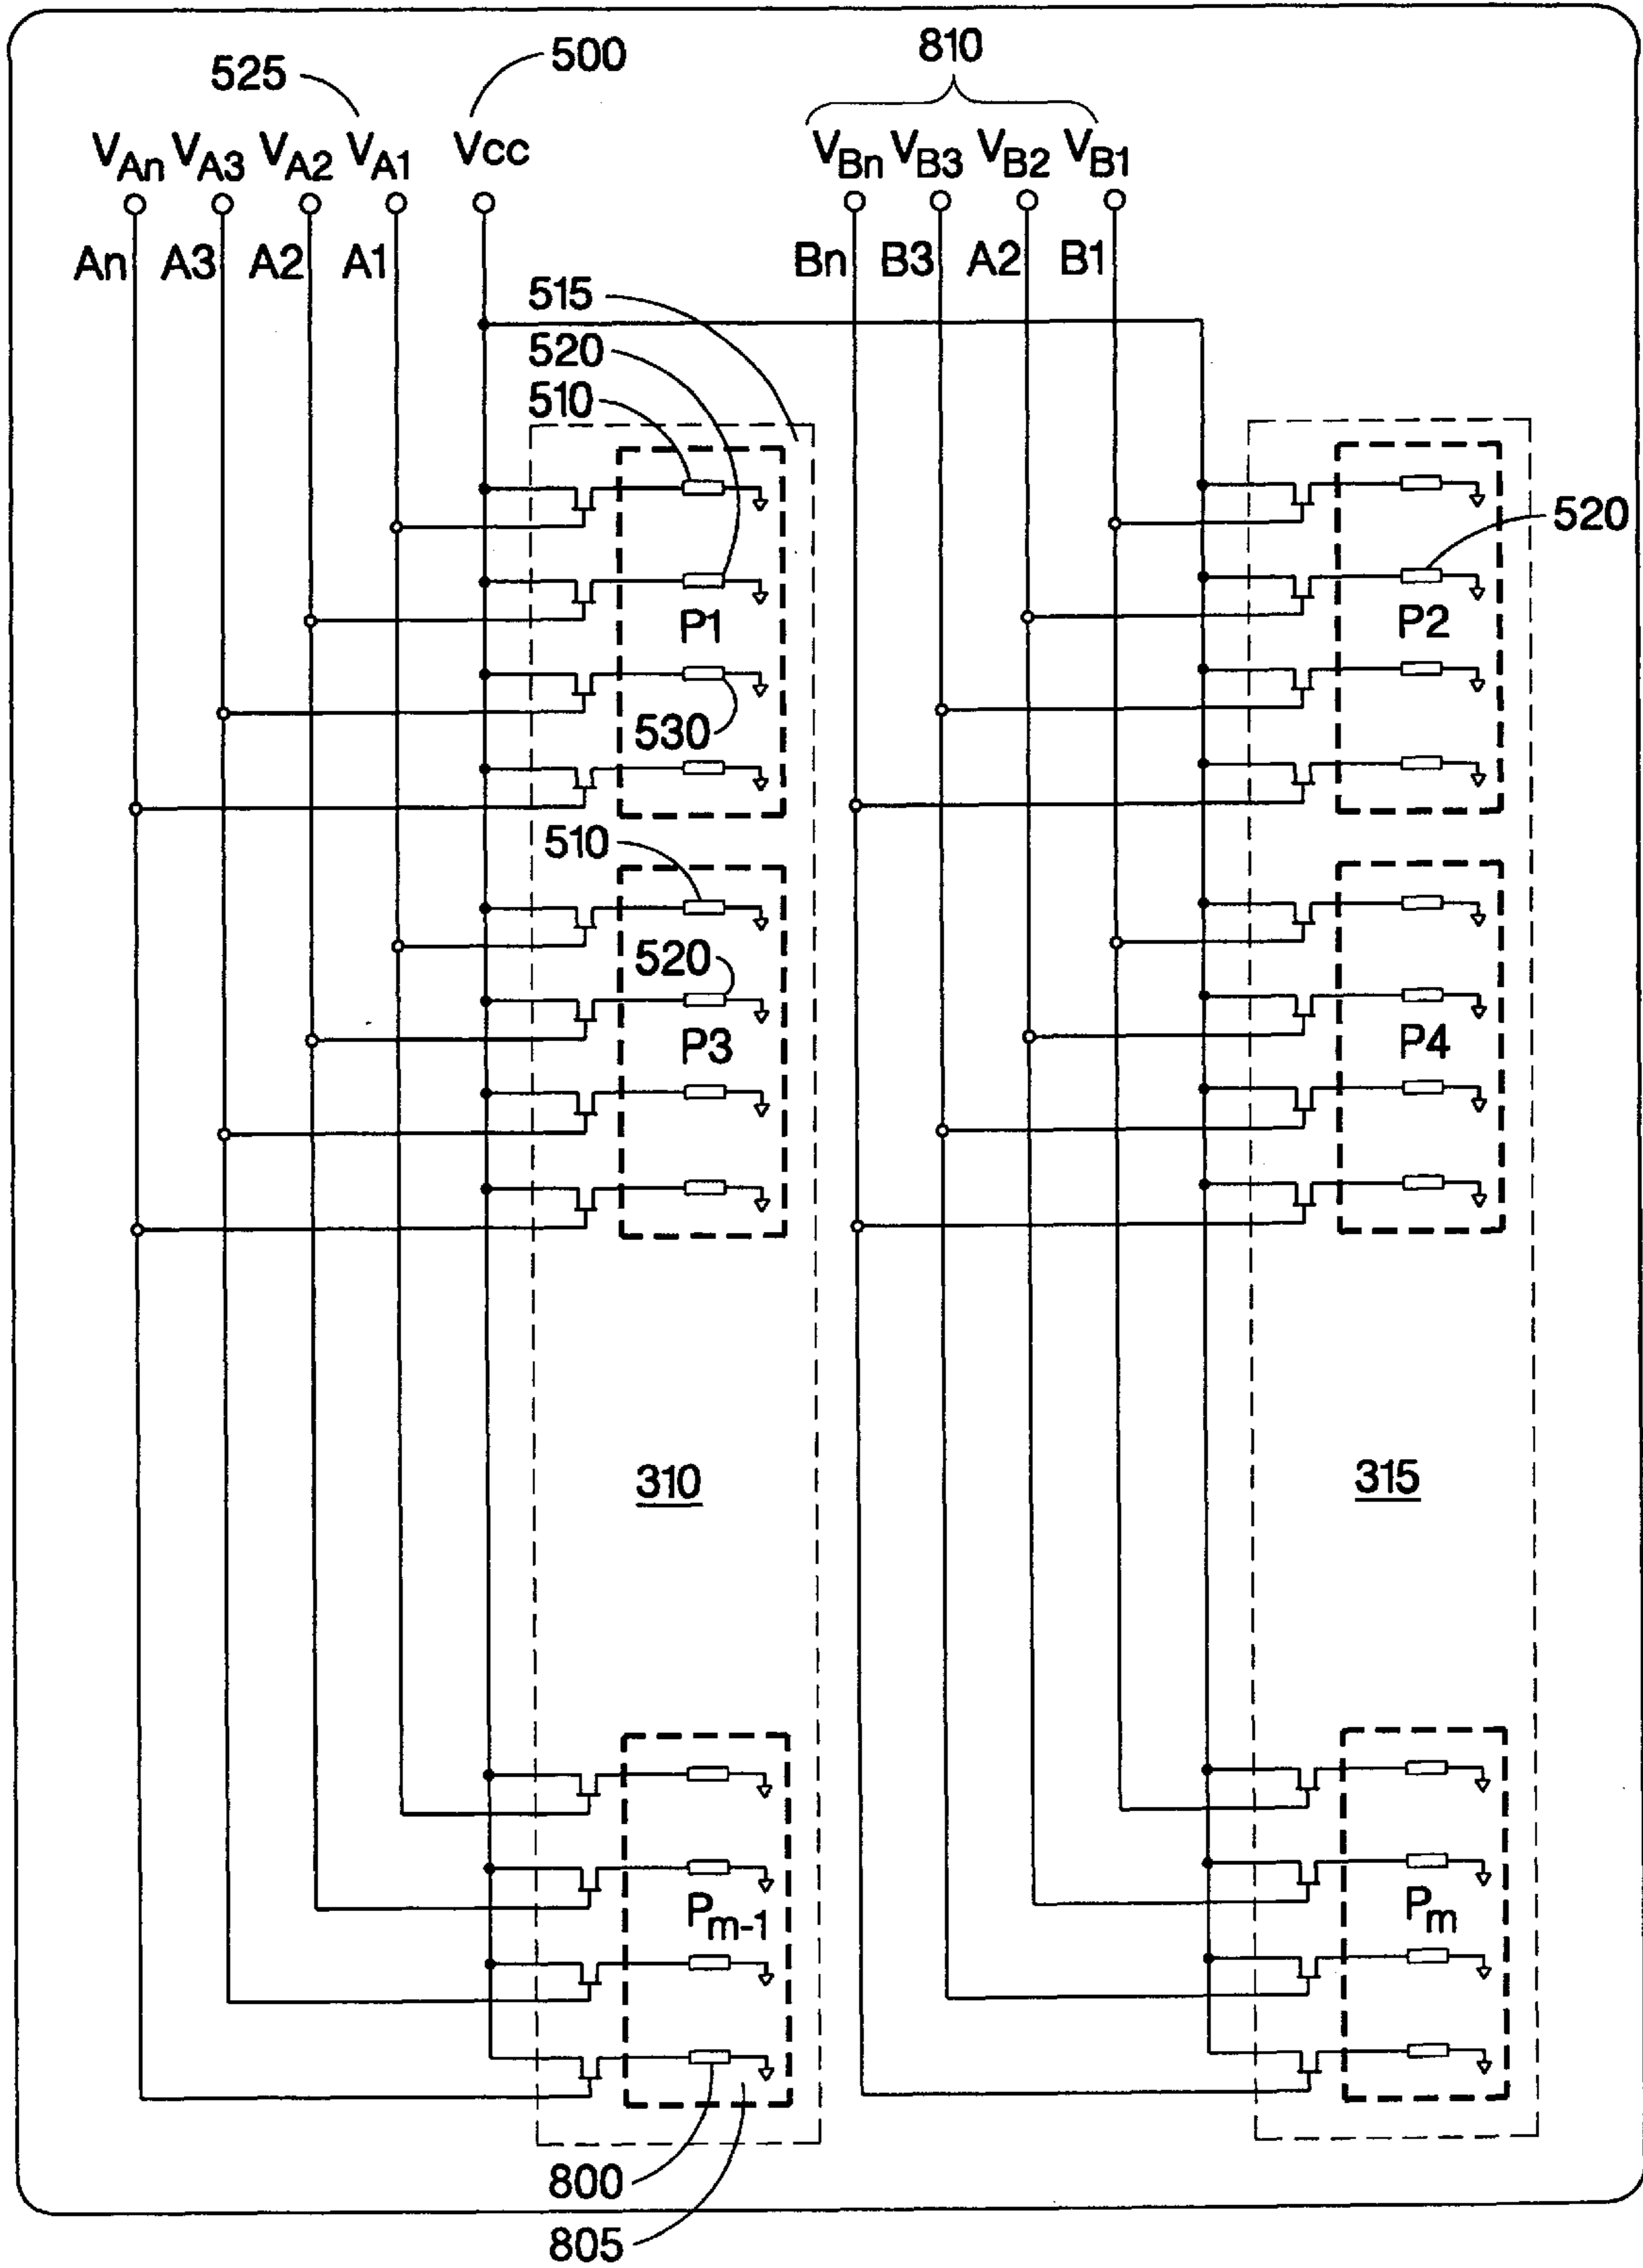 525
500
810
VAn VA3 VA2 VA1 Vcc VBn VB3 VB2 VB1
An A3 A2 A1 Bn B3 A2 B1
515
520
510
520
P1 P2
530
510
520
P3 P4
310 315
Pm-1 Pm
800
805